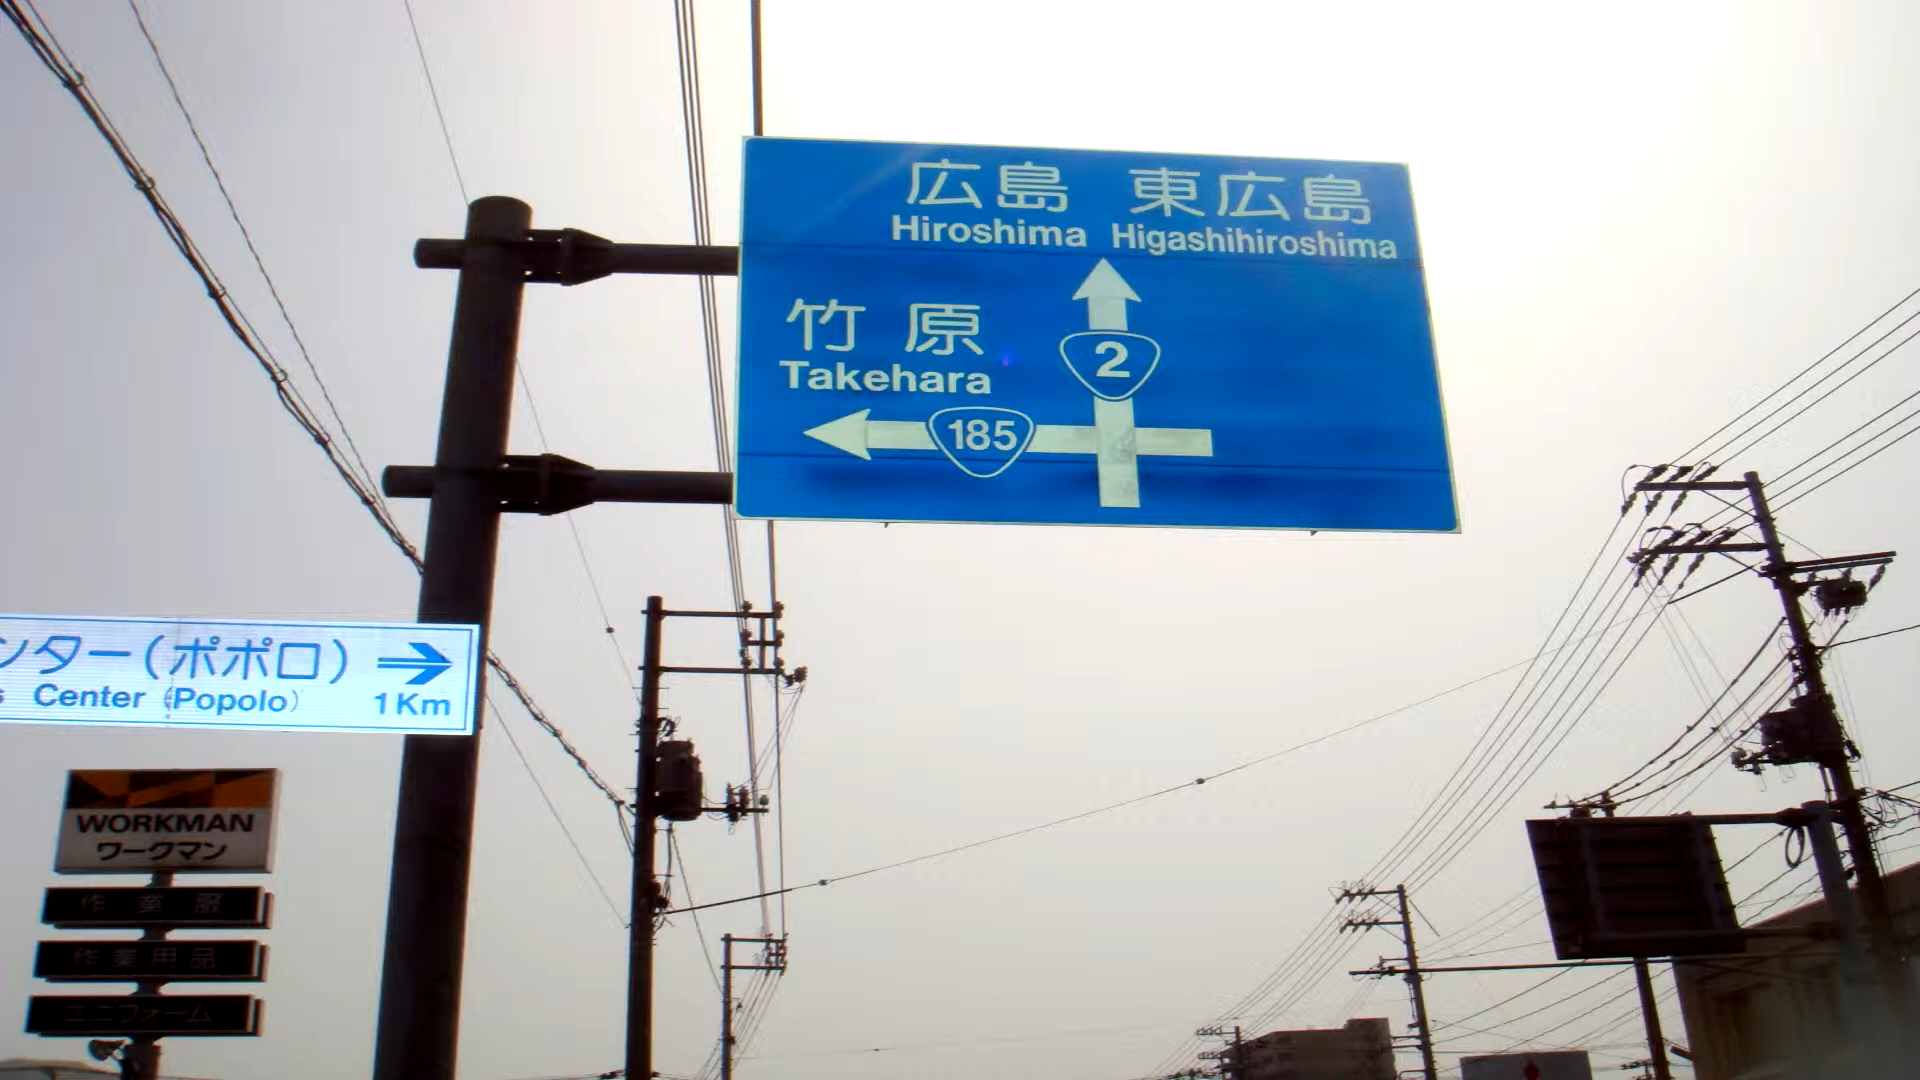 広島 東広島
Hiroshima Higashihiroshima
竹原
Takehara
2
185
ンター(ポポロ)
s Center (Popolo) 1Km
WORKMAN
ワークマン
作業服
作業用品
ユニフォーム